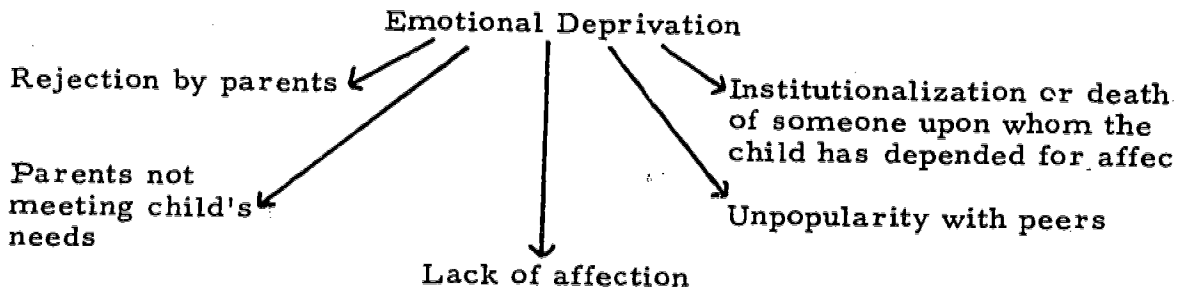 Emotional Deprivation
Rejection by parents
Institutionalization or death
of someone upon whom the
child has depended for affec
Parents not
meeting child's
needs
Unpopularity with peers
Lack of affection